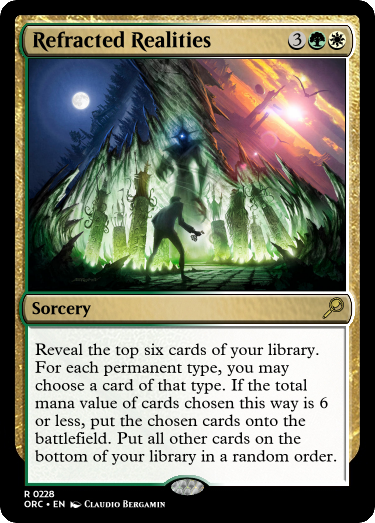 Refracted Realities 3
Sorcery
Reveal the top six cards of your library.
For each permanent type, you may
choose a card of that type. If the total
mana value of cards chosen this way is 6
or less, put the chosen cards onto the
battlefield. Put all other cards on the
bottom of your library in a random order.
R 0228
ORC • EN Claudio Bergamin